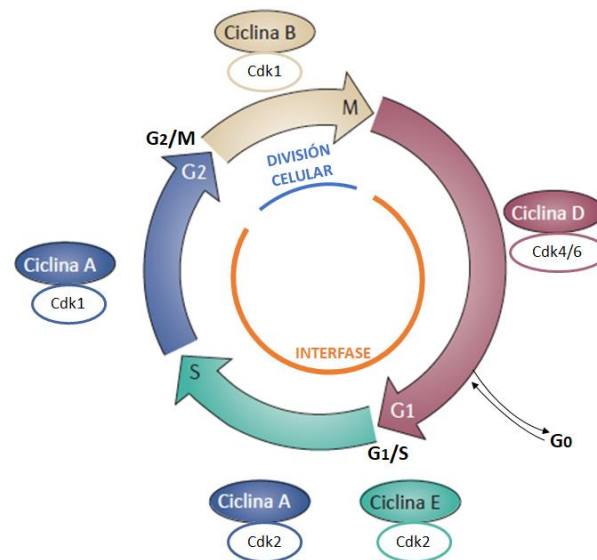 Ciclina B
Cdk1
M
G2/M
DIVISIÓN
CELULAR
G2
Ciclina D
Cdk4/6
Ciclina A
Cdk1
INTERFASE
S
G1
G0
G1/S
Ciclina A
Cdk2
Ciclina E
Cdk2